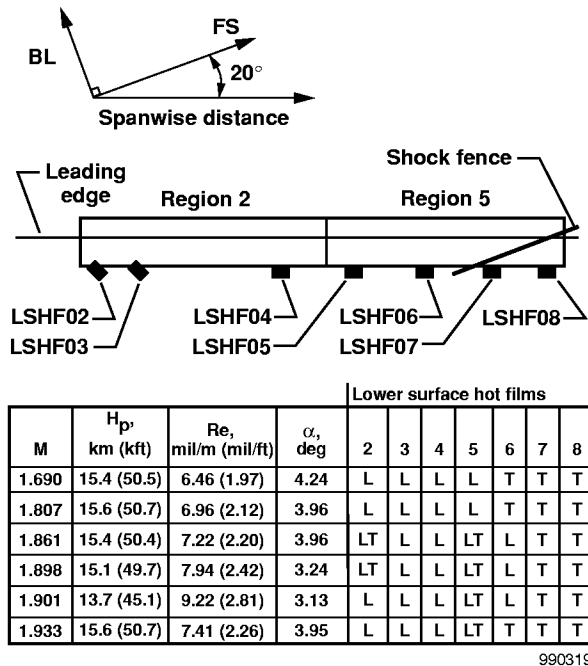 FS
BL
20°
Spanwise distance
Shock fence
Leading
edge
Region 2
Region 5
LSHF02
LSHF04
LSHF06
LSHF08
LSHF03
LSHF05
LSHF07
Lower surface hot films
M
Hp,
km (kft)
Re,
mil/m (mil/ft)
α,
deg
2 3 4 5 6 7 8
1.690 15.4 (50.5) 6.46 (1.97) 4.24 L L L L T T T
1.807 15.6 (50.7) 6.96 (2.12) 3.96 L L L L T T T
1.861 15.4 (50.4) 7.22 (2.20) 3.96 LT L L LT L T T
1.898 15.1 (49.7) 7.94 (2.42) 3.24 LT L L LT L T T
1.901 13.7 (45.1) 9.22 (2.81) 3.13 L L L LT L T T
1.933 15.6 (50.7) 7.41 (2.26) 3.95 L L L LT T T T
990319